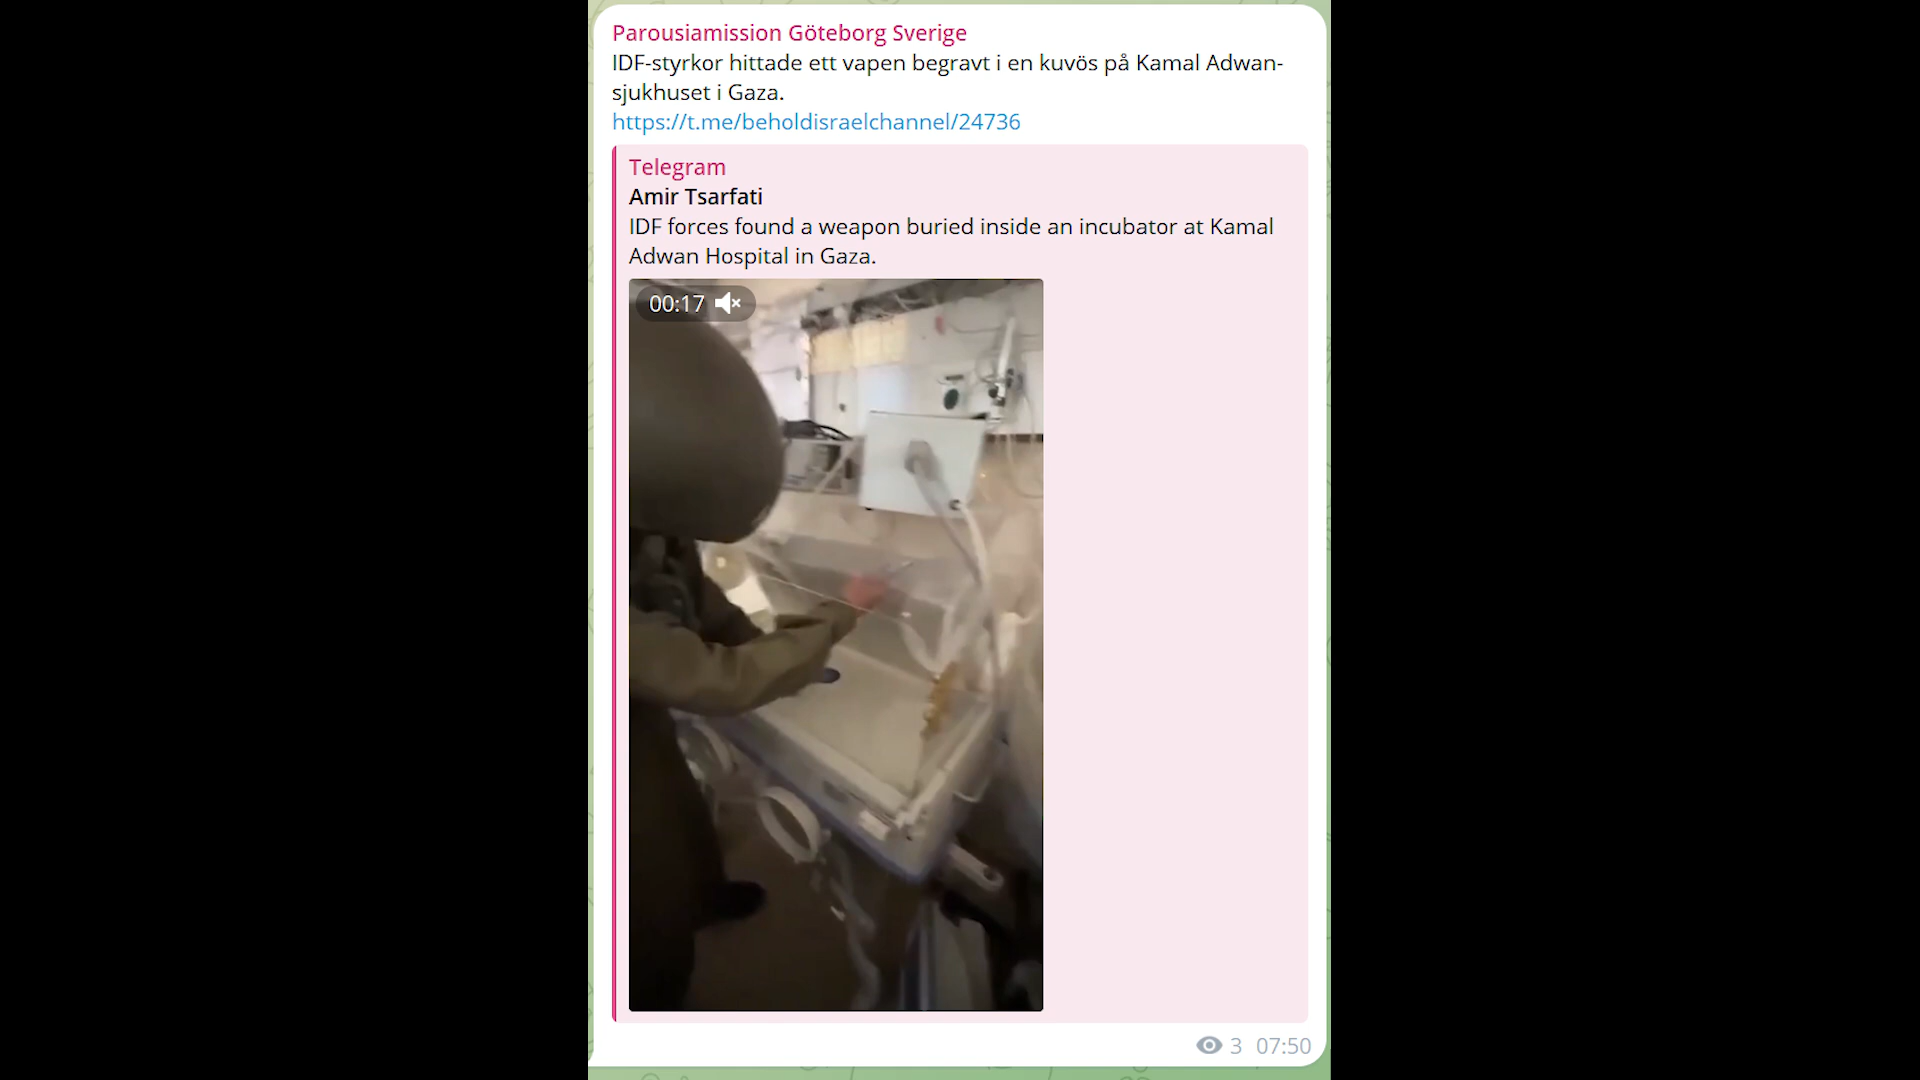 Parousiamission Göteborg Sverige
IDF-styrkor hittade ett vapen begravt i en kuvös på Kamal Adwan-
sjukhuset i Gaza.
https://t.me/beholdisraelchannel/24736
Telegram
Amir Tsarfati
IDF forces found a weapon buried inside an incubator at Kamal
Adwan Hospital in Gaza.
00:17
3 07:50